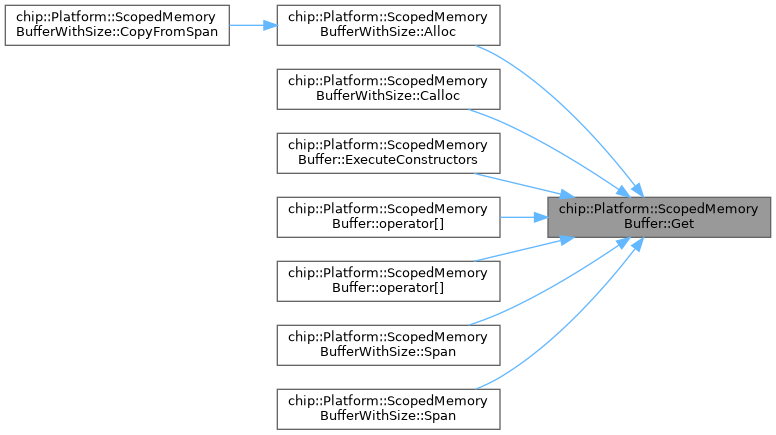 chip::Platform::ScopedMemory
BufferWithSize::CopyFromSpan
chip::Platform::ScopedMemory
BufferWithSize::Alloc
chip::Platform::ScopedMemory
BufferWithSize::Calloc
chip::Platform::ScopedMemory
Buffer::ExecuteConstructors
chip::Platform::ScopedMemory
Buffer::operator[]
chip::Platform::ScopedMemory
Buffer::Get
chip::Platform::ScopedMemory
Buffer::operator[]
chip::Platform::ScopedMemory
BufferWithSize::Span
chip::Platform::ScopedMemory
BufferWithSize::Span